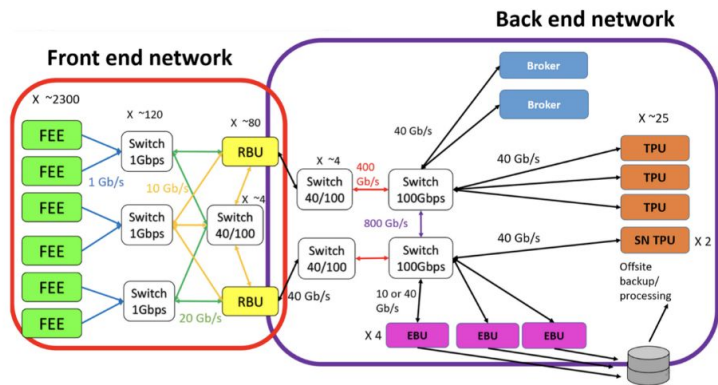 Back end network
Front end network
X ~2300
X ~120
X ~80
FEE
FEE
FEE
FEE
FEE
FEE
Switch
1Gbps
Switch
1Gbps
Switch
1Gbps
1 Gb/s
10 Gb/s
20 Gb/s
RBU
RBU
X ~4
Switch
40/100
40 Gb/s
X ~4
Switch
40/100
Switch
40/100
400
Gb/s
Switch
100Gbps
800 Gb/s
Switch
100Gbps
40 Gb/s
Broker
Broker
X ~25
40 Gb/s
TPU
TPU
TPU
40 Gb/s
SN TPU
X 2
10 or 40
Gb/s
X 4
EBU
EBU
EBU
Offsite
backup/
processing